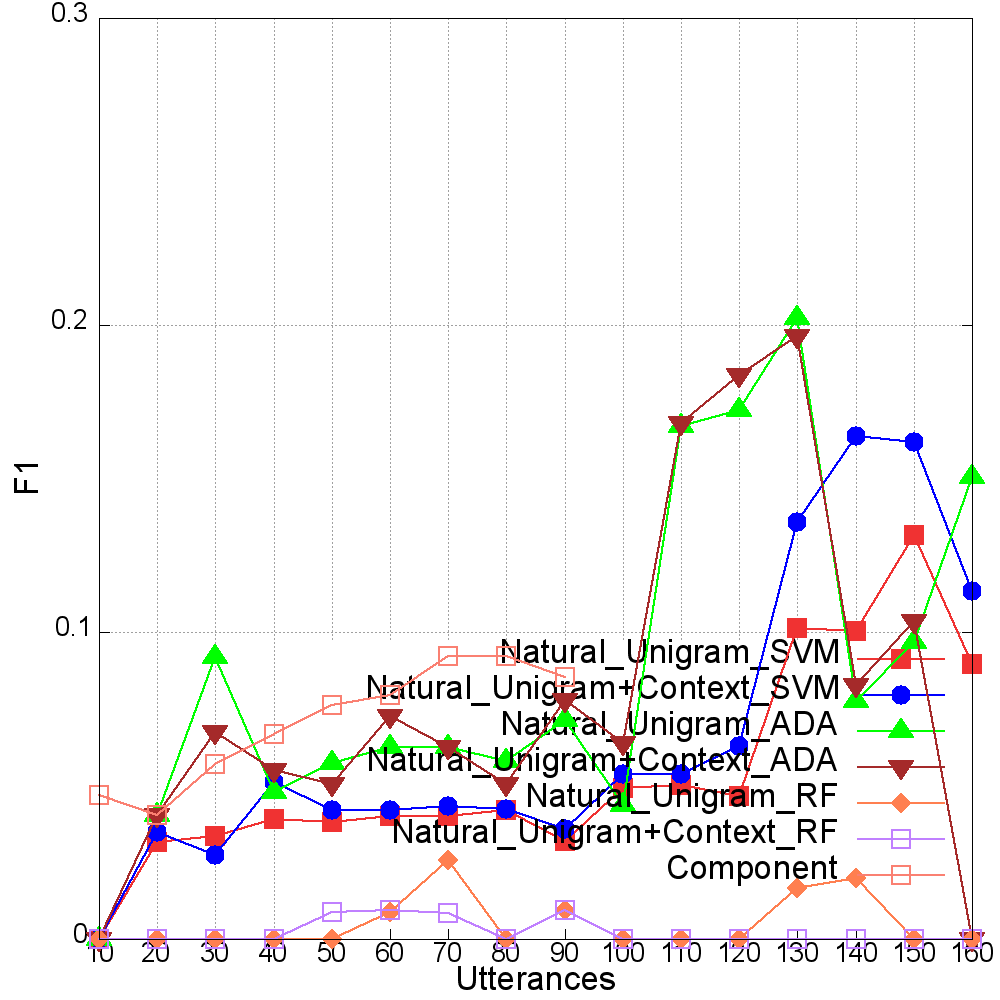 0.3
0.2
0.1
0
F1
Natural_Unigram_SVM
Natural_Unigram+Context_SVM
Natural_Unigram_ADA
Natural_Unigram+Context_ADA
Natural_Unigram_RF
Natural_Unigram+Context_RF
Component
10 20 30 40 50 60 70 80 90 100 110 120 130 140 150 160
Utterances